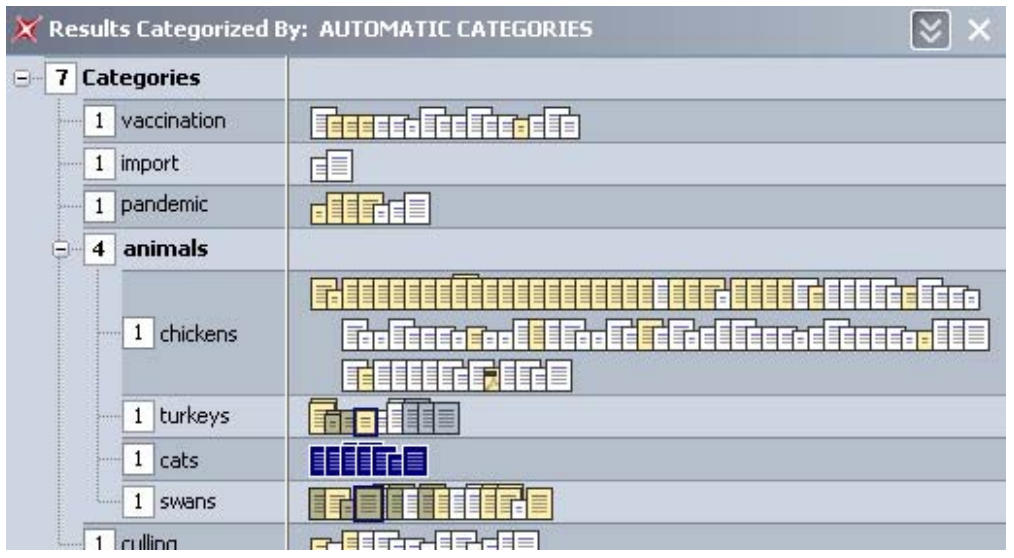 Results Categorized By: AUTOMATIC CATEGORIES
7 Categories
1 vaccination
1 import
1 pandemic
4 animals
1 chickens
1 turkeys
1 cats
1 swans
1 culling